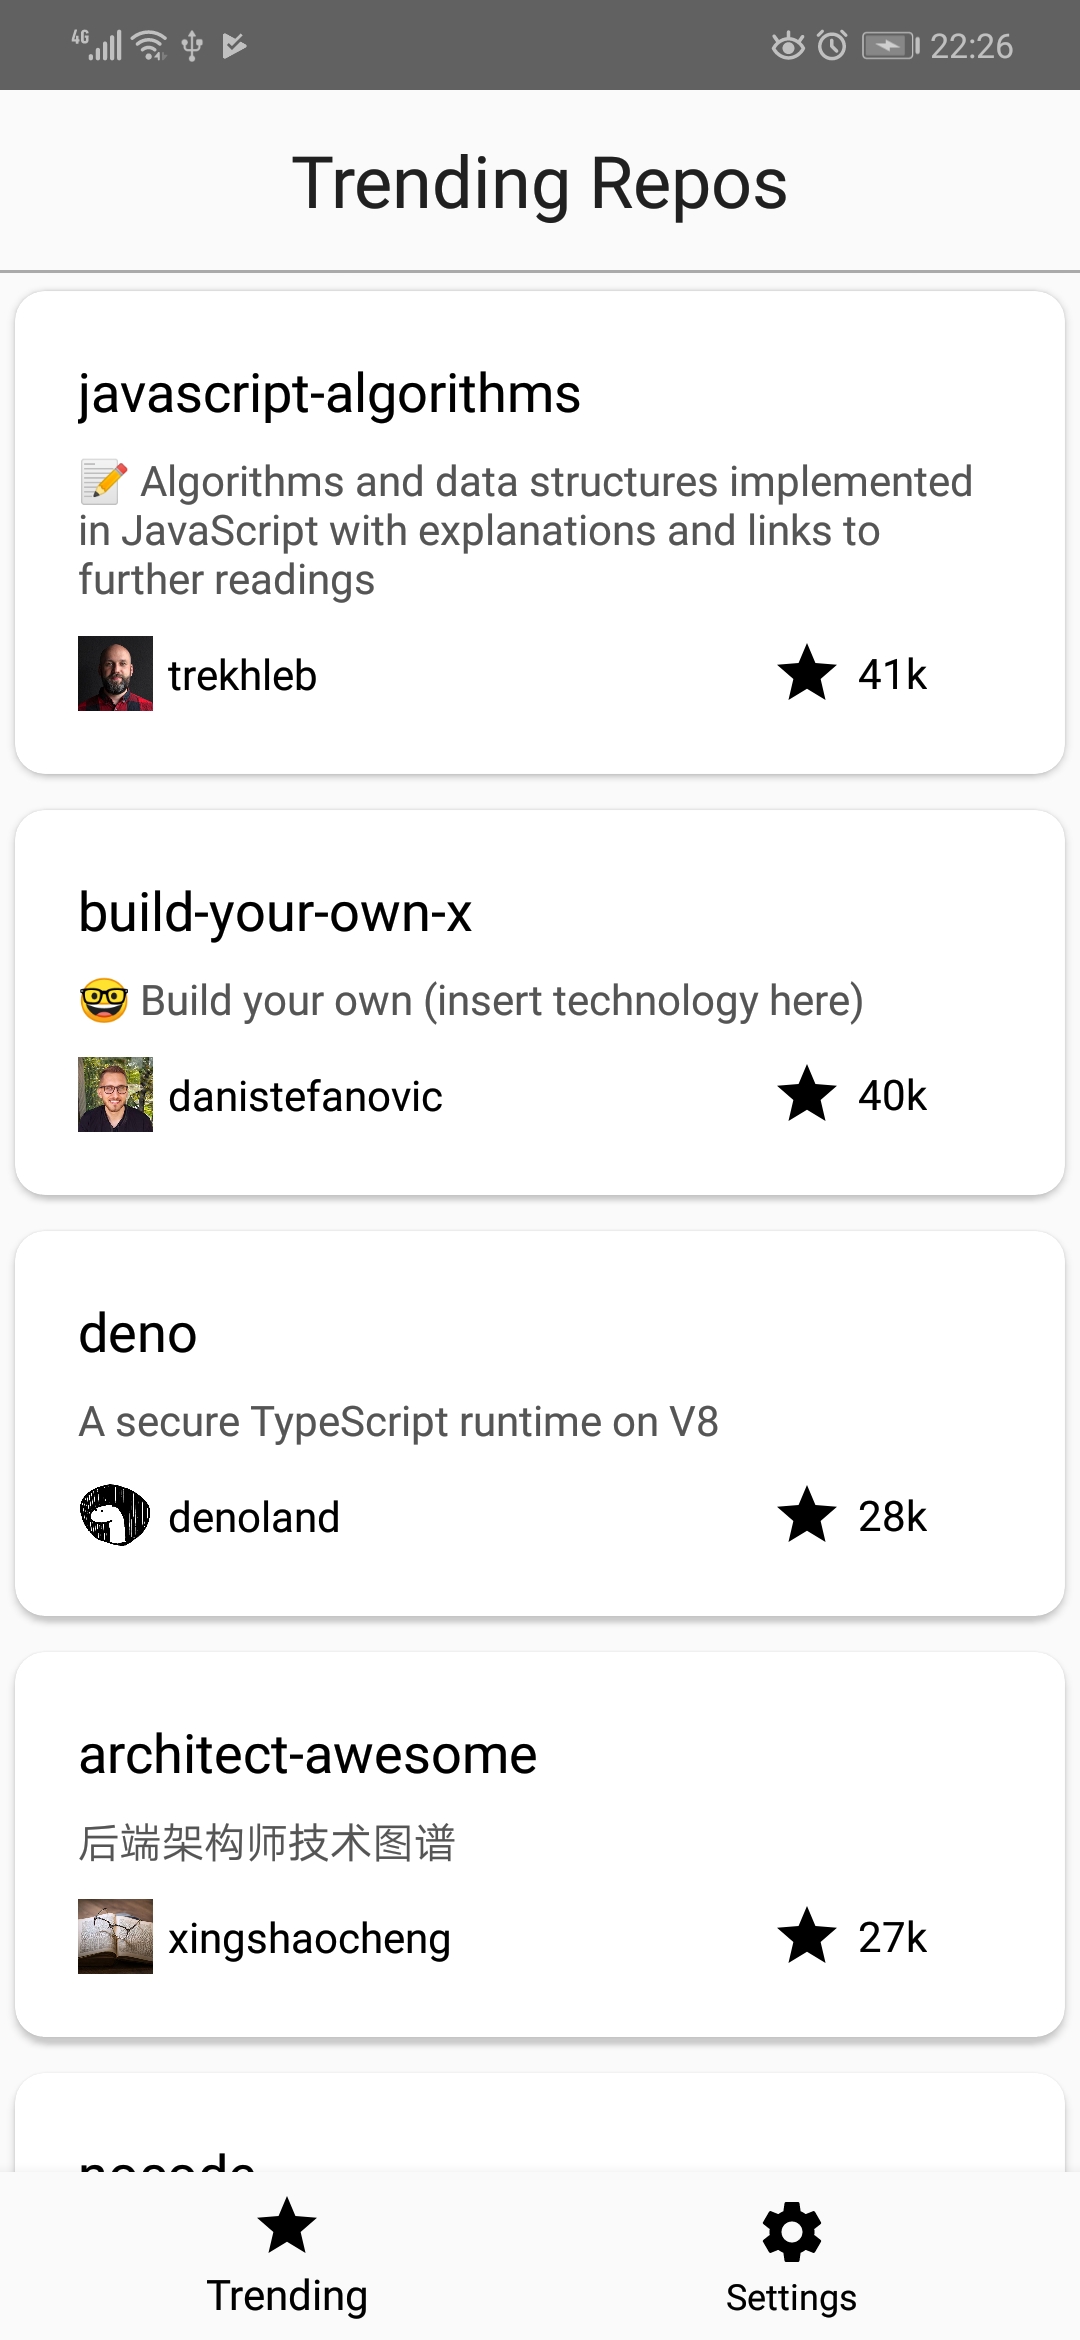 4G 22:26
Trending Repos
javascript-algorithms
📝 Algorithms and data structures implemented
in JavaScript with explanations and links to
further readings
trekhleb 41k
build-your-own-x
🤓 Build your own (insert technology here)
danistefanovic 40k
deno
A secure TypeScript runtime on V8
denoland 28k
architect-awesome
后端架构师技术图谱
xingshaocheng 27k
nocode
Trending Settings